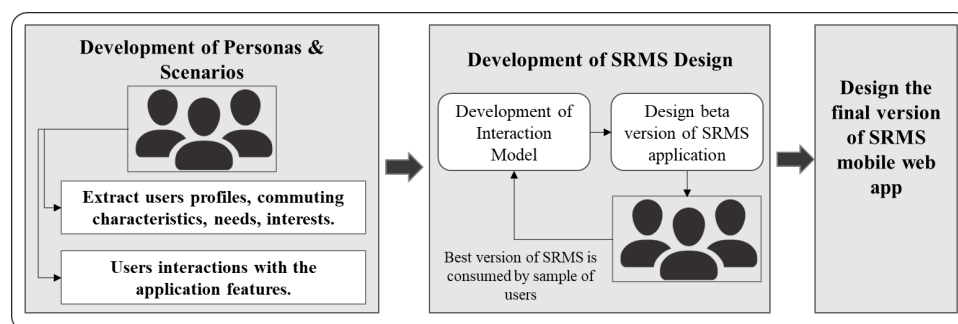 Development of Personas &
Scenarios
Extract users profiles, commuting
characteristics, needs, interests.
Users interactions with the
application features.
Development of SRMS Design
Development of
Interaction
Model
Design beta
version of SRMS
application
Best version of SRMS is
consumed by sample of
users
Design the
final version
of SRMS
mobile web
app